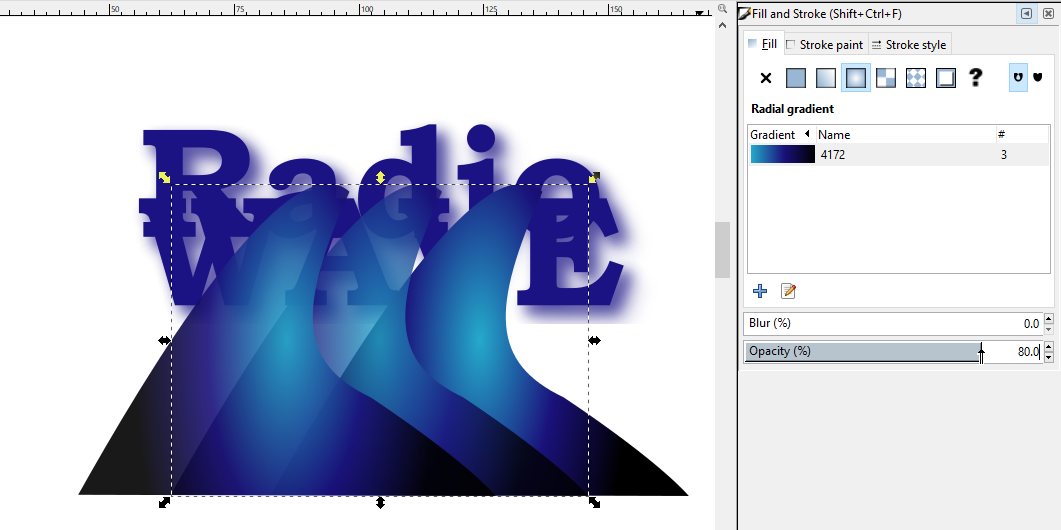 50 75 100 125 150
Fill and Stroke (Shift+Ctrl+F)
Fill Stroke paint Stroke style
Radial gradient
Gradient Name #
4172 3
Radio
WAVE
Blur (%) 0.0
Opacity (%) 80.0